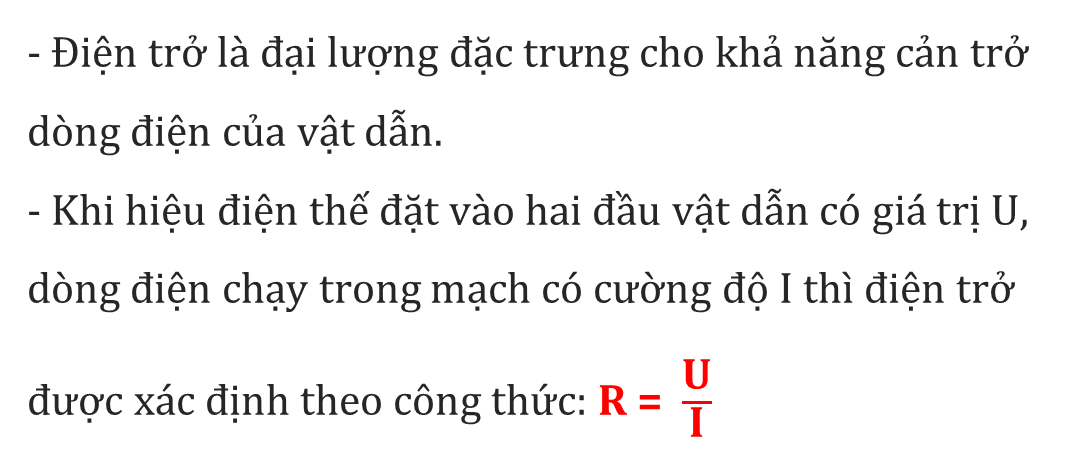 - Điện trở là đại lượng đặc trưng cho khả năng cản trở
dòng điện của vật dẫn.
- Khi hiệu điện thế đặt vào hai đầu vật dẫn có giá trị U,
dòng điện chạy trong mạch có cường độ I thì điện trở
được xác định theo công thức: R = U/I